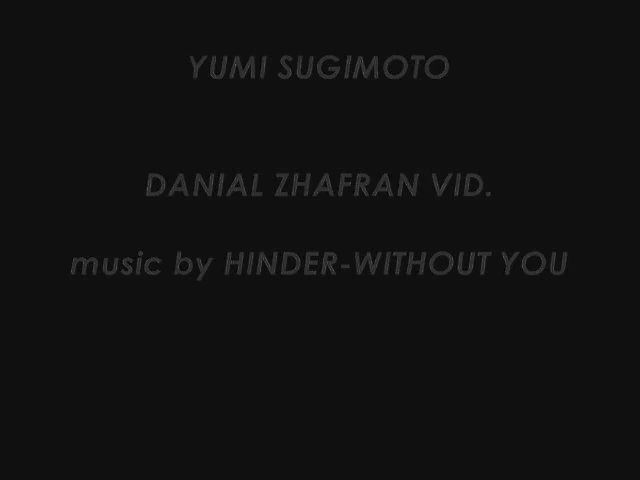 YUMI SUGIMOTO
DANIAL ZHAFRAN VID.
music by HINDER-WITHOUT YOU